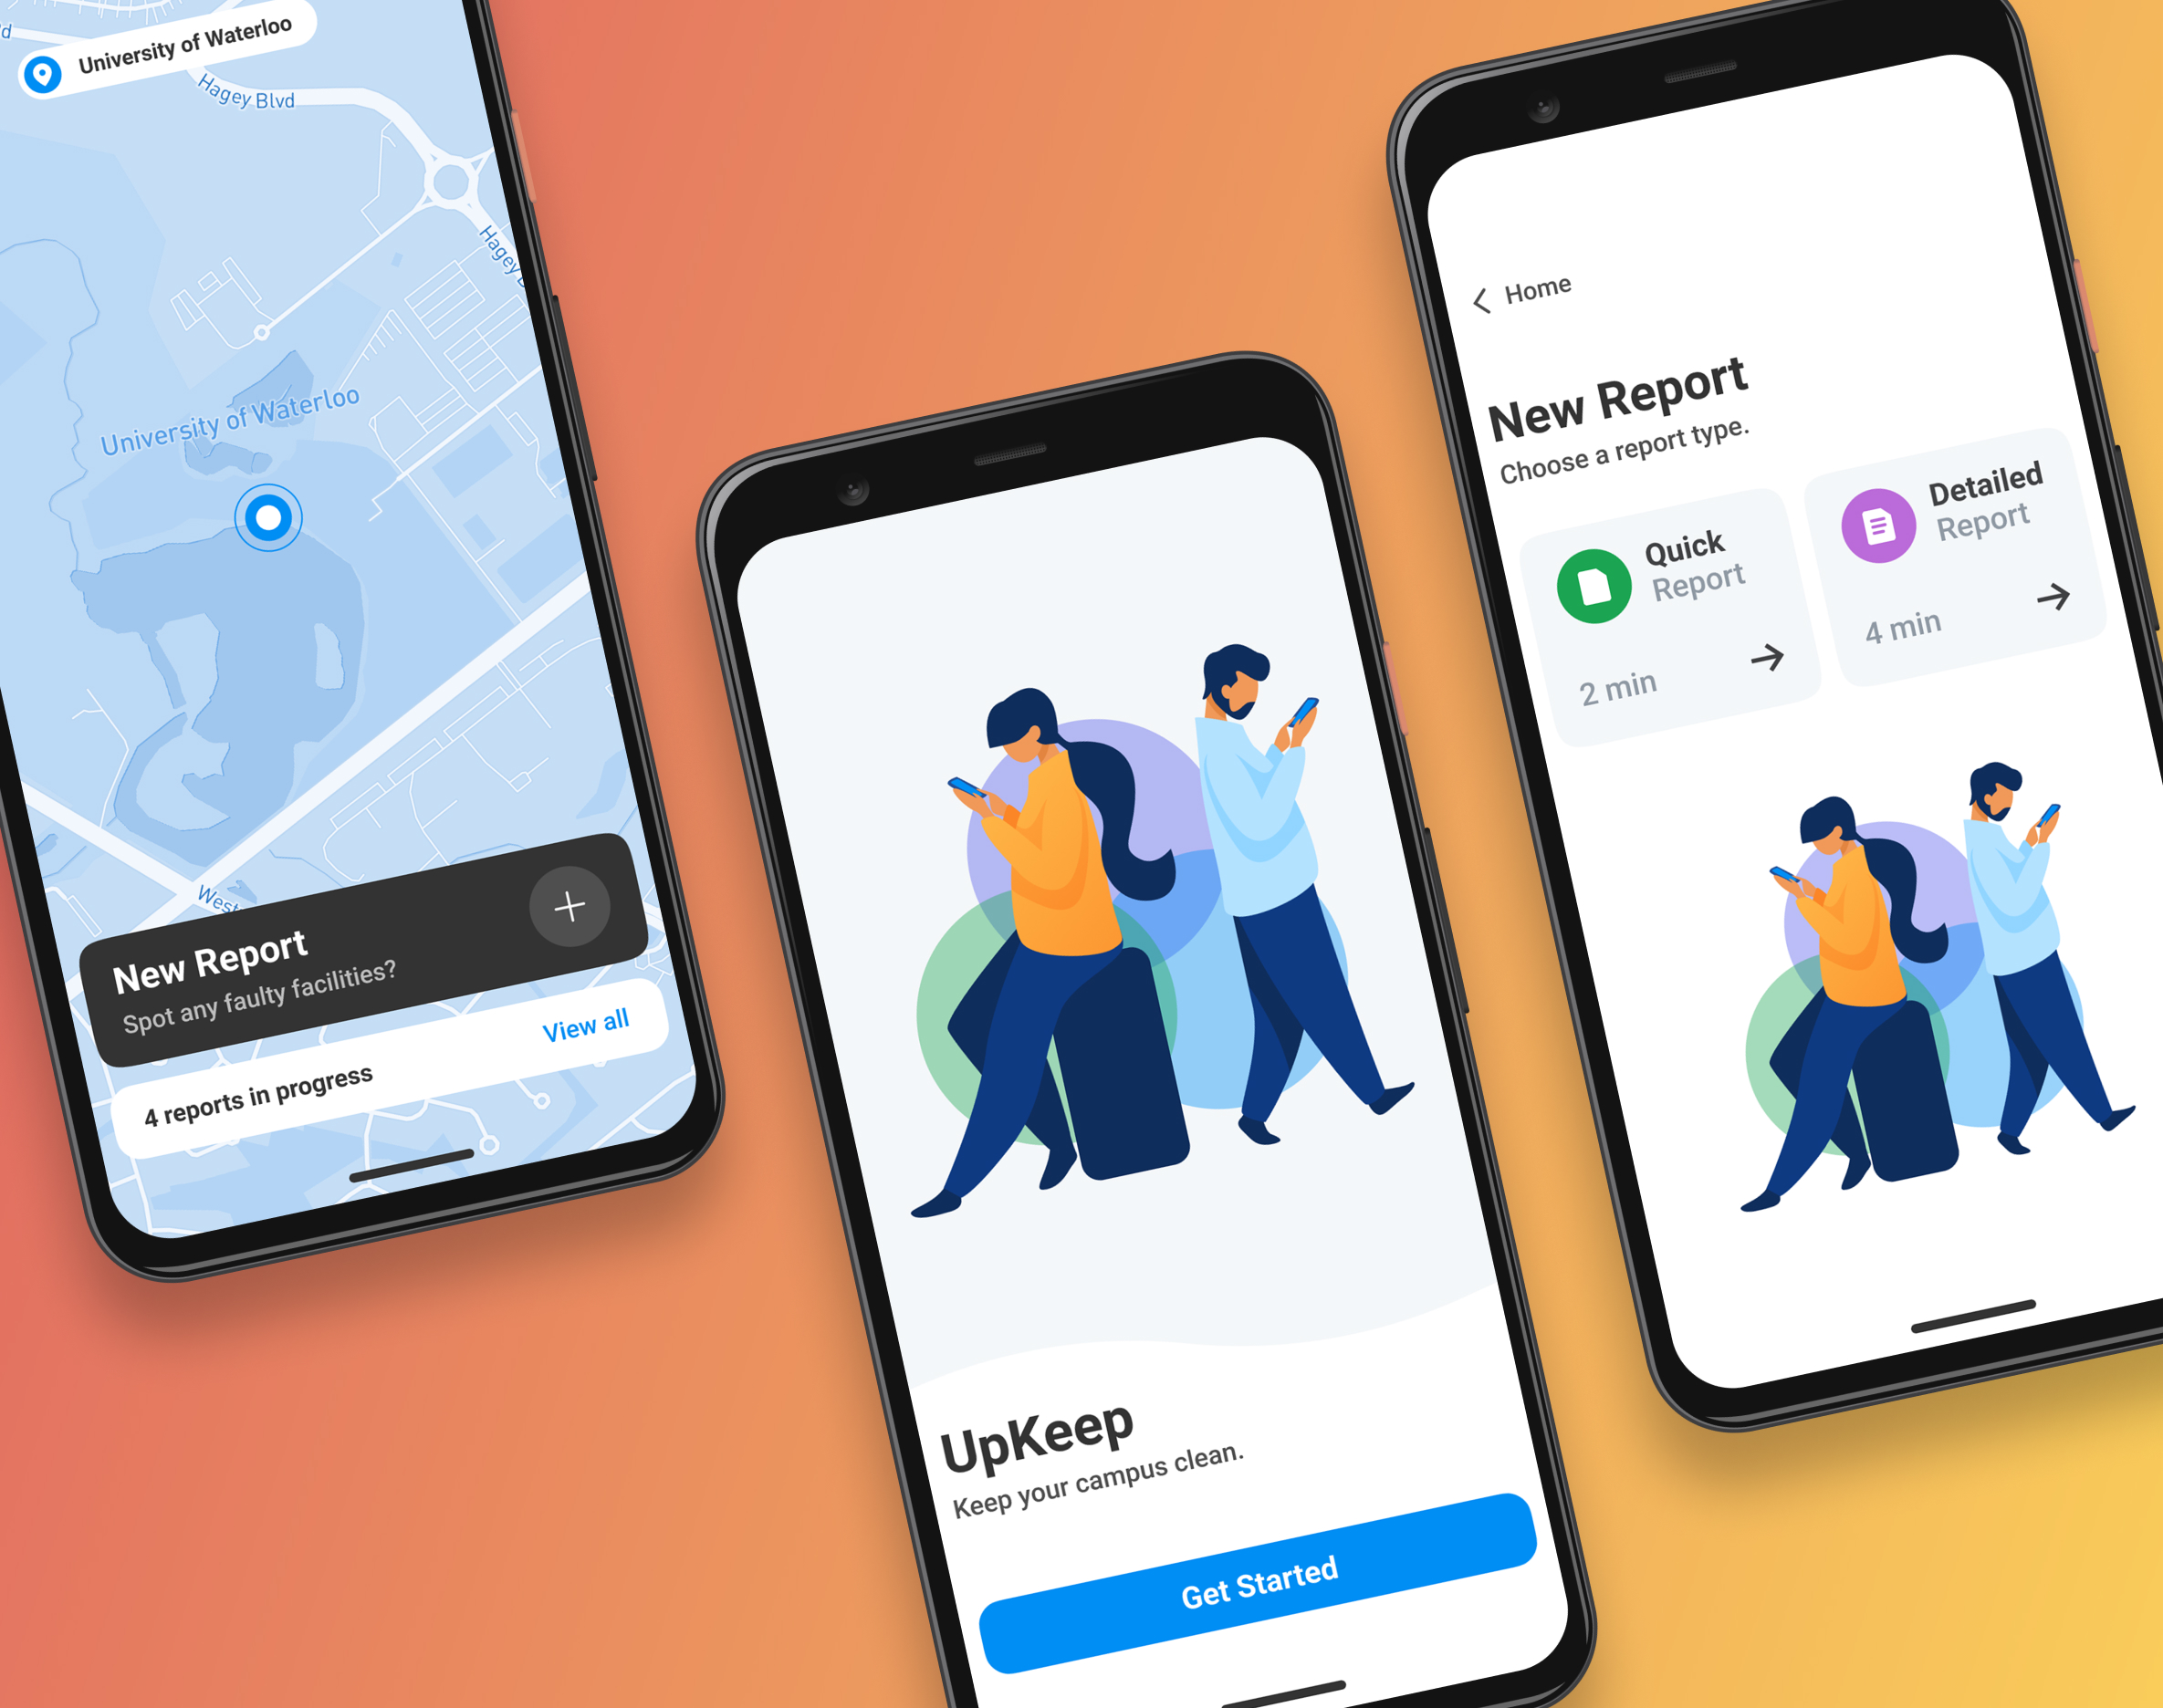 University of Waterloo
Hagey Blvd
Hagey
University of Waterloo
West
New Report
Spot any faulty facilities?
4 reports in progress
View all
UpKeep
Keep your campus clean.
Get Started
Home
New Report
Choose a report type.
Quick
Report
2 min
Detailed
Report
4 min